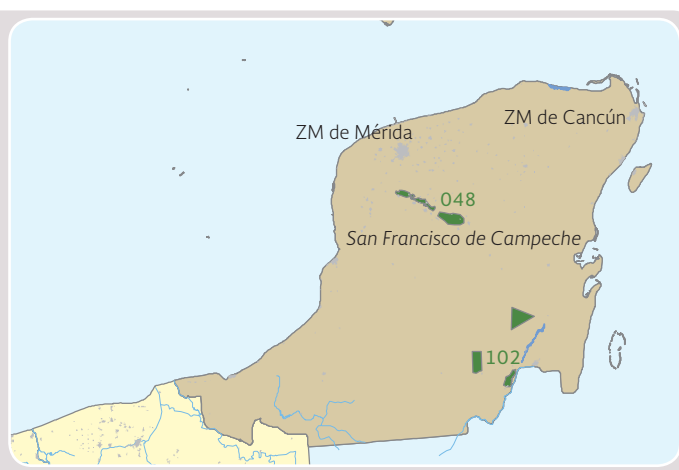 ZM de Cancún
ZM de Mérida
048
San Francisco de Campeche
102